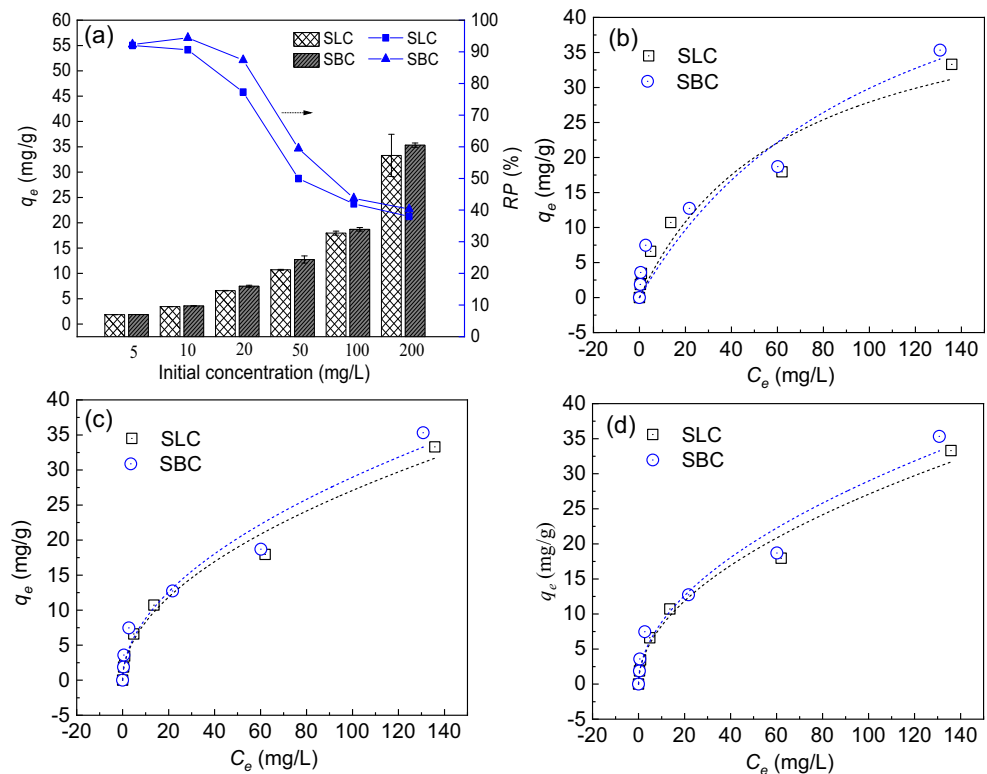 (a)
SLC SLC
SBC SBC
60
55
50
45
40
35
30
25
20
15
10
5
0
q_e (mg/g)
100
90
80
70
60
50
40
30
20
10
0
RP (%)
5 10 20 50 100 200
Initial concentration (mg/L)
(b)
SLC
SBC
40
35
30
25
20
15
10
5
0
-5
q_e (mg/g)
-20 0 20 40 60 80 100 120 140
C_e (mg/L)
(c)
SLC
SBC
40
35
30
25
20
15
10
5
0
-5
q_e (mg/g)
-20 0 20 40 60 80 100 120 140
C_e (mg/L)
(d)
SLC
SBC
40
35
30
25
20
15
10
5
0
-5
q_e (mg/g)
-20 0 20 40 60 80 100 120 140
C_e (mg/L)